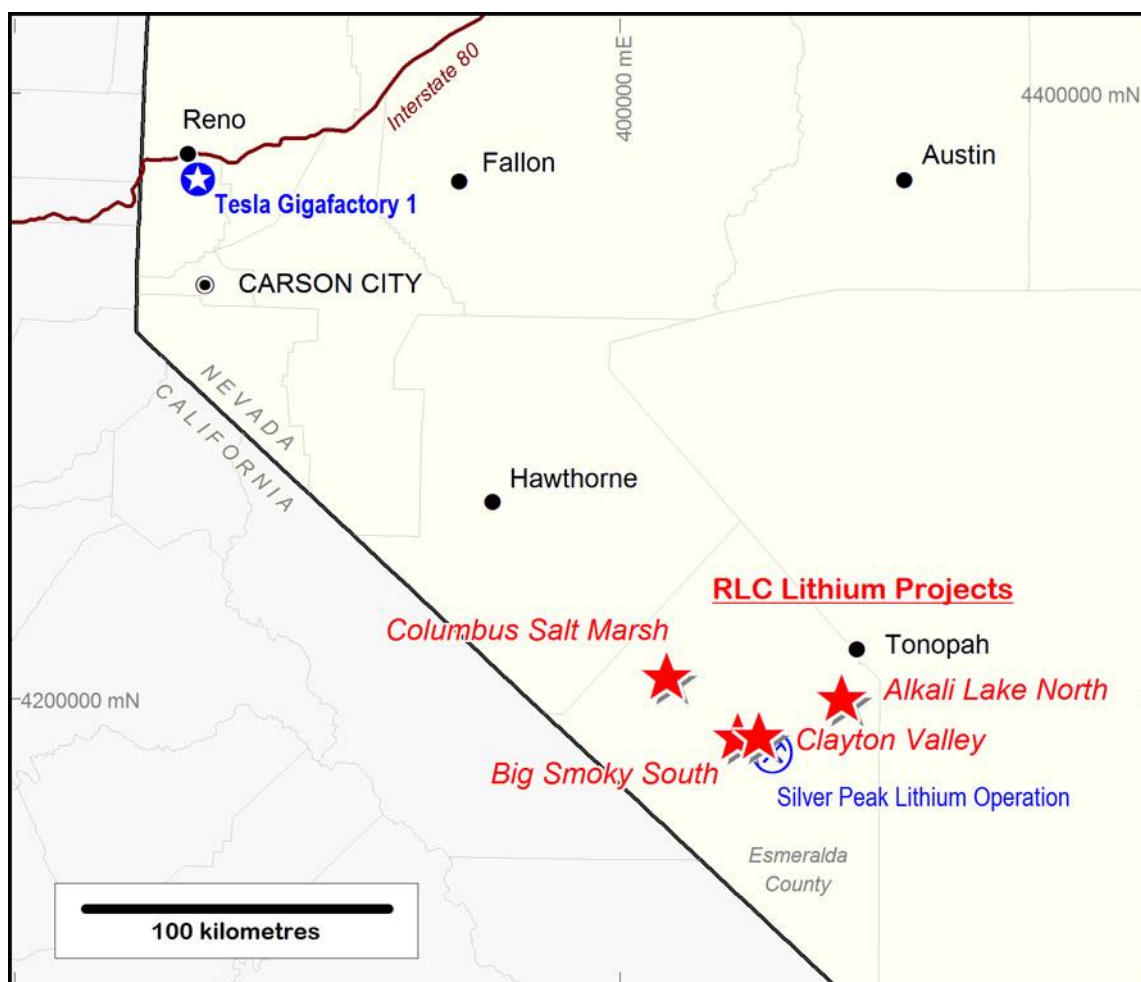 Interstate 80
400000 mE
4400000 mN
Reno
Fallon
Austin
Tesla Gigafactory 1
CARSON CITY
NEVADA
CALIFORNIA
Hawthorne
RLC Lithium Projects
Columbus Salt Marsh
Tonopah
4200000 mN
Alkali Lake North
Clayton Valley
Big Smoky South
Silver Peak Lithium Operation
Esmeralda
County
100 kilometres